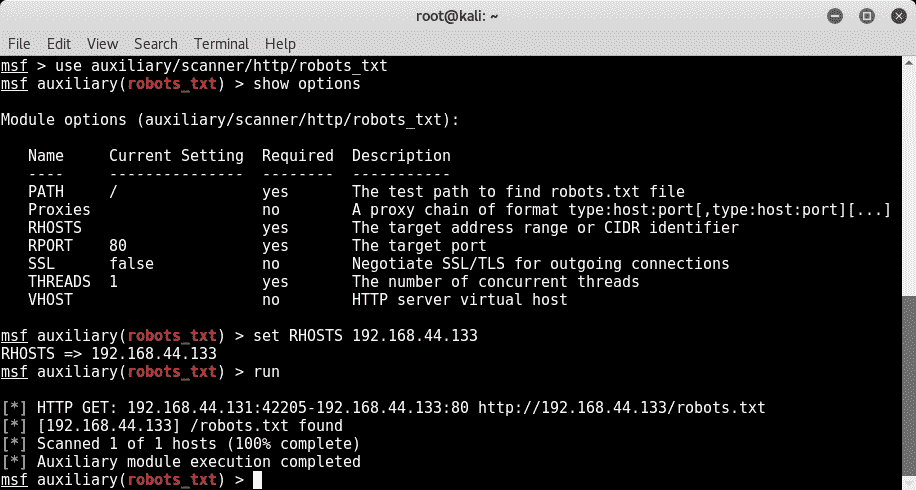 root@kali: ~
File Edit View Search Terminal Help
msf > use auxiliary/scanner/http/robots_txt
msf auxiliary(robots_txt) > show options
Module options (auxiliary/scanner/http/robots_txt):
Name Current Setting Required Description
---- --------------- -------- -----------
PATH / yes The test path to find robots.txt file
Proxies no A proxy chain of format type:host:port[,type:host:port][...]
RHOSTS yes The target address range or CIDR identifier
RPORT 80 yes The target port
SSL false no Negotiate SSL/TLS for outgoing connections
THREADS 1 yes The number of concurrent threads
VHOST no HTTP server virtual host
msf auxiliary(robots_txt) > set RHOSTS 192.168.44.133
RHOSTS => 192.168.44.133
msf auxiliary(robots_txt) > run
[*] HTTP GET: 192.168.44.131:42205-192.168.44.133:80 http://192.168.44.133/robots.txt
[*] [192.168.44.133] /robots.txt found
[*] Scanned 1 of 1 hosts (100% complete)
[*] Auxiliary module execution completed
msf auxiliary(robots_txt) >